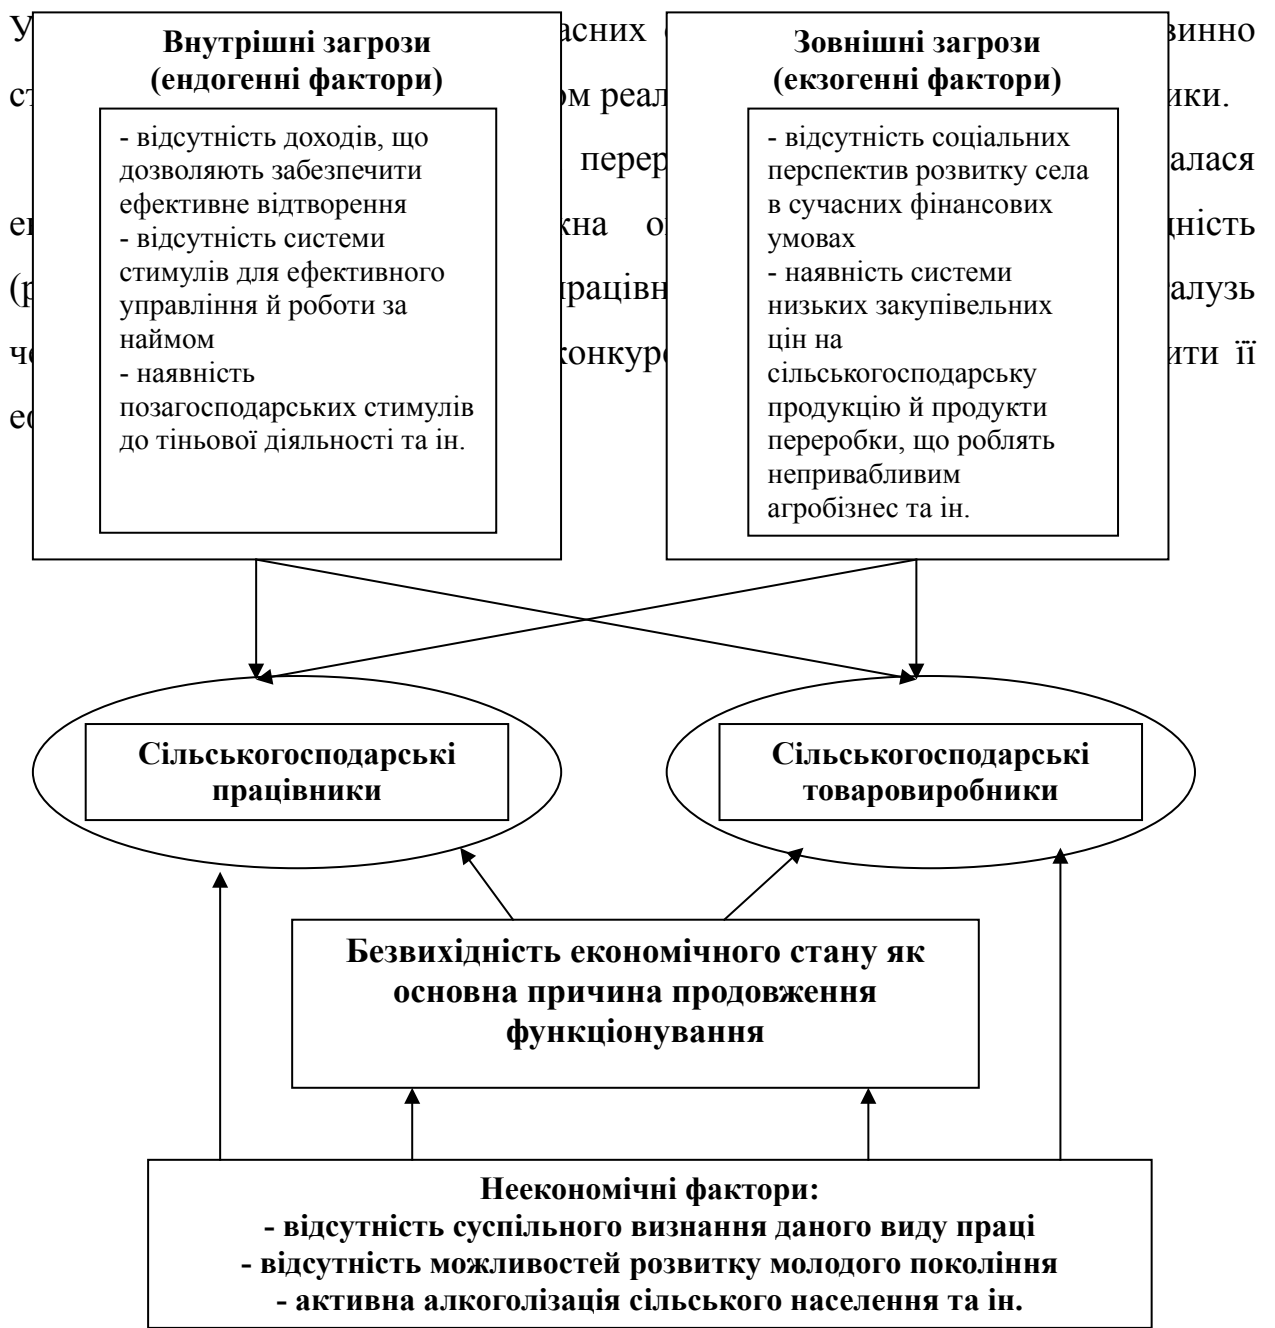 Внутрішні загрози
(ендогенні фактори)
- відсутність доходів, що
дозволяють забезпечити
ефективне відтворення
- відсутність системи
стимулів для ефективного
управління й роботи за
наймом
- наявність
позагосподарських стимулів
до тіньової діяльності та ін.
Зовнішні загрози
(екзогенні фактори)
- відсутність соціальних
перспектив розвитку села
в сучасних фінансових
умовах
- наявність системи
низьких закупівельних
цін на
сільськогосподарську
продукцію й продукти
переробки, що роблять
непривабливим
агробізнес та ін.
її
Сільськогосподарські
працівники
Сільськогосподарські
товаровиробники
Безвихідність економічного стану як
основна причина продовження
функціонування
Неекономічні фактори:
- відсутність суспільного визнання даного виду праці
- відсутність можливостей розвитку молодого покоління
- активна алкоголізація сільського населення та ін.